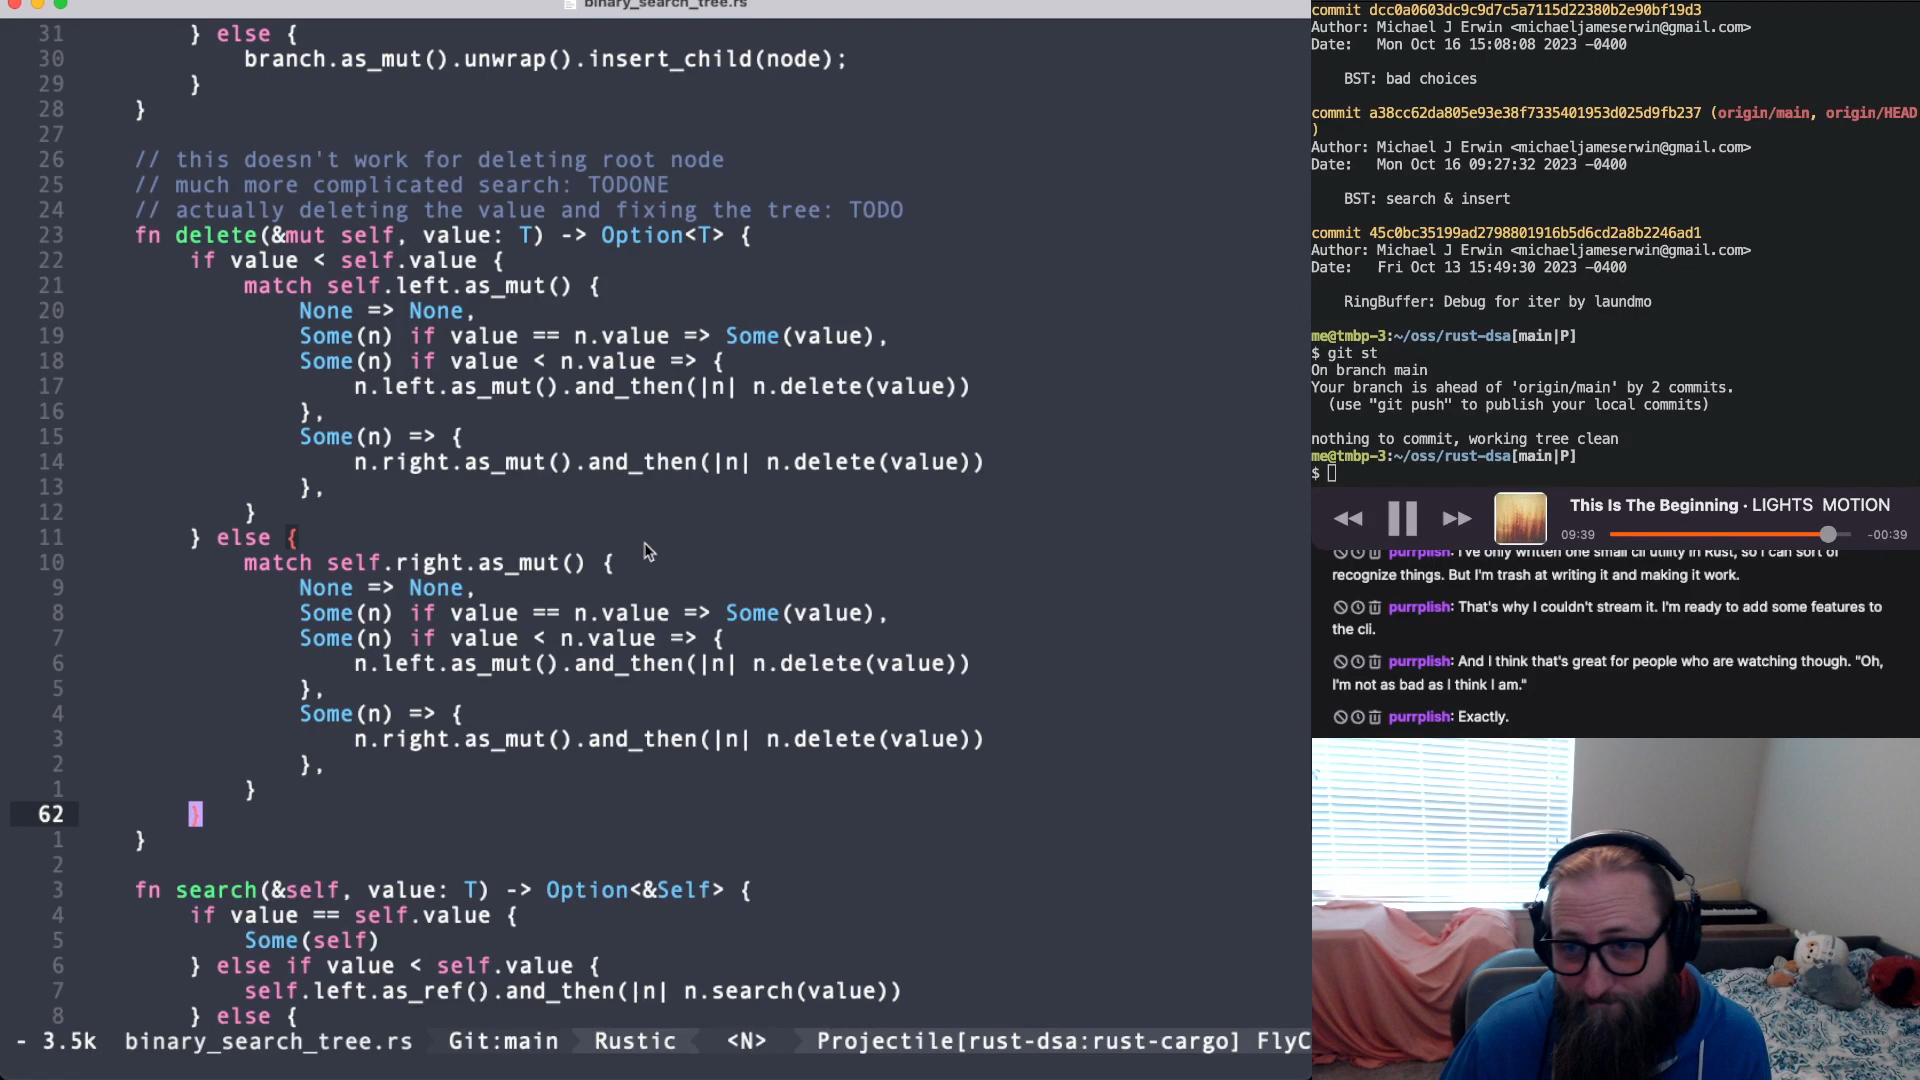 binary_search_tree.rs
31 } else {
30 branch.as_mut().unwrap().insert_child(node);
29 }
28 }
27
26 // this doesn't work for deleting root node
25 // much more complicated search: TODONE
24 // actually deleting the value and fixing the tree: TODO
23 fn delete(&mut self, value: T) -> Option<T> {
22 if value < self.value {
21 match self.left.as_mut() {
20 None => None,
19 Some(n) if value == n.value => Some(value),
18 Some(n) if value < n.value => {
17 n.left.as_mut().and_then(|n| n.delete(value))
16 },
15 Some(n) => {
14 n.right.as_mut().and_then(|n| n.delete(value))
13 },
12 }
11 } else {
10 match self.right.as_mut() {
9 None => None,
8 Some(n) if value == n.value => Some(value),
7 Some(n) if value < n.value => {
6 n.left.as_mut().and_then(|n| n.delete(value))
5 },
4 Some(n) => {
3 n.right.as_mut().and_then(|n| n.delete(value))
2 },
1 }
62 }
1 }
2
3 fn search(&self, value: T) -> Option<&Self> {
4 if value == self.value {
5 Some(self)
6 } else if value < self.value {
7 self.left.as_ref().and_then(|n| n.search(value))
8 } else {
- 3.5k binary_search_tree.rs Git:main Rustic <N> Projectile[rust-dsa:rust-cargo] FlyC
commit dcc0a0603dc9c9d7c5a7115d22380b2e90bf19d3
Author: Michael J Erwin <michaeljameserwin@gmail.com>
Date: Mon Oct 16 15:08:08 2023 -0400
BST: bad choices
commit a38cc62da805e93e38f7335401953d025d9fb237 (origin/main, origin/HEAD
)
Author: Michael J Erwin <michaeljameserwin@gmail.com>
Date: Mon Oct 16 09:27:32 2023 -0400
BST: search & insert
commit 45c0bc35199ad2798801916b5d6cd2a8b2246ad1
Author: Michael J Erwin <michaeljameserwin@gmail.com>
Date: Fri Oct 13 15:49:30 2023 -0400
RingBuffer: Debug for iter by laundmo
me@tmbp-3:~/oss/rust-dsa[main|P]
$ git st
On branch main
Your branch is ahead of 'origin/main' by 2 commits.
(use "git push" to publish your local commits)
nothing to commit, working tree clean
me@tmbp-3:~/oss/rust-dsa[main|P]
$
This Is The Beginning · LIGHTS MOTION
09:39 -00:39
purrplish: I've only written one small cli utility in Rust, so I can sort of
recognize things. But I'm trash at writing it and making it work.
purrplish: That's why I couldn't stream it. I'm ready to add some features to
the cli.
purrplish: And I think that's great for people who are watching though. "Oh,
I'm not as bad as I think I am."
purrplish: Exactly.